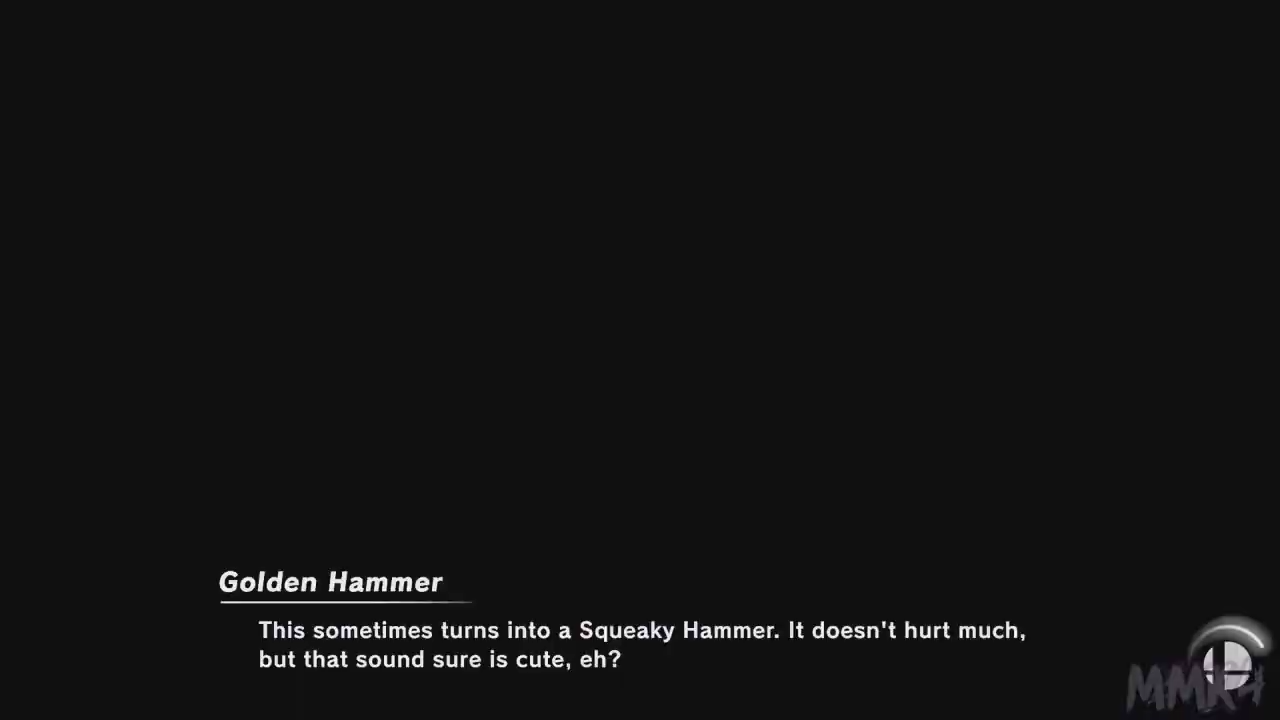 Golden Hammer
This sometimes turns into a Squeaky Hammer. It doesn't hurt much,
but that sound sure is cute, eh?